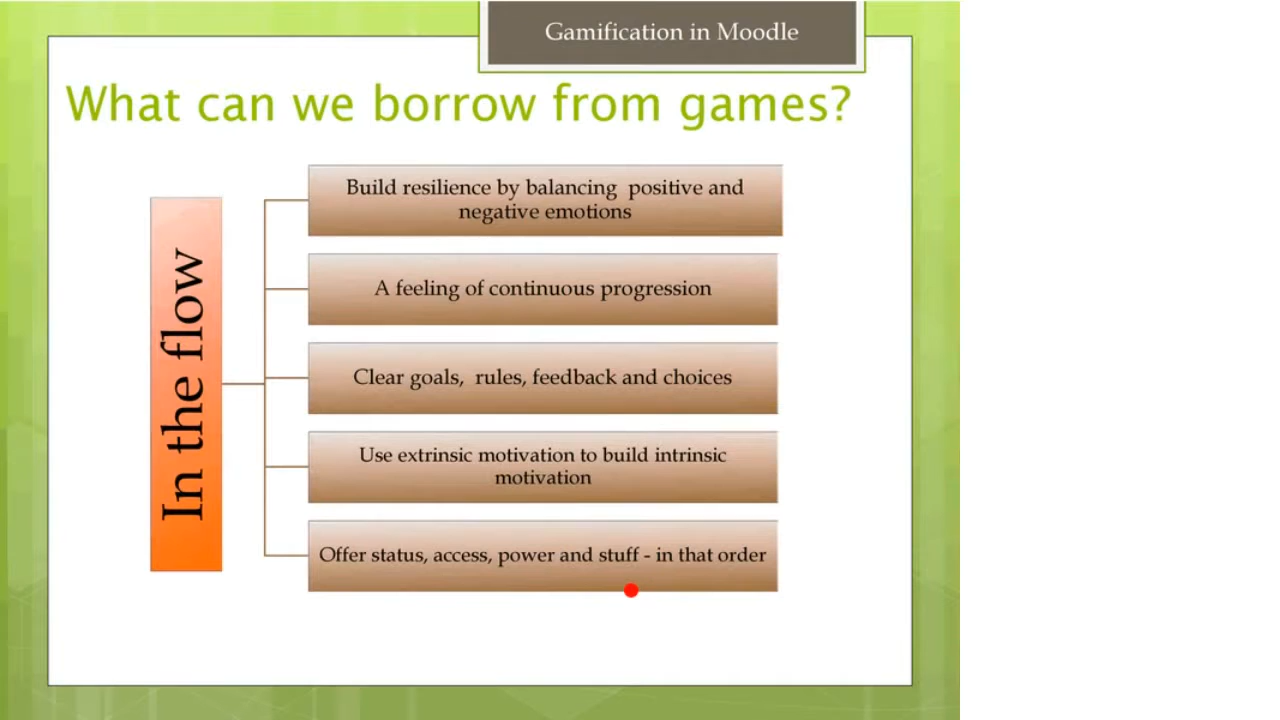 Gamification in Moodle
What can we borrow from games?
In the flow
Build resilience by balancing  positive and
negative emotions
A feeling of continuous progression
Clear goals,  rules, feedback and choices
Use extrinsic motivation to build intrinsic
motivation
Offer status, access, power and stuff - in that order